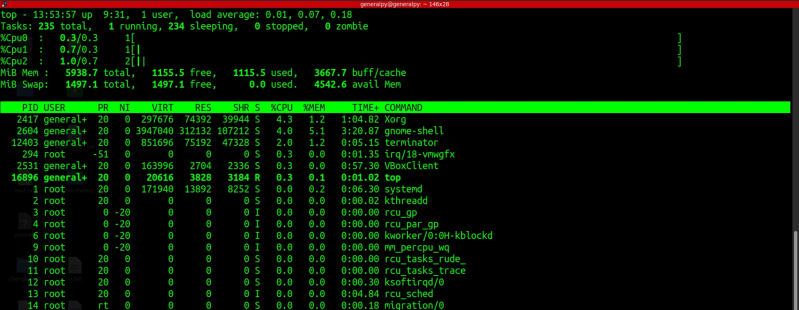 generalpy@generalpy: ~ 146x28
top - 13:53:57 up  9:31,  1 user,  load average: 0.01, 0.07, 0.18
Tasks: 235 total,   1 running, 234 sleeping,   0 stopped,   0 zombie
%Cpu0  :   0.3/0.3     1[                                                  ]
%Cpu1  :   0.7/0.3     1[|                                                 ]
%Cpu2  :   1.0/0.7     2[||                                                ]
MiB Mem :   5938.7 total,   1155.5 free,   1115.5 used,   3667.7 buff/cache
MiB Swap:   1497.1 total,   1497.1 free,      0.0 used.   4542.6 avail Mem
PID USER      PR  NI    VIRT    RES    SHR S  %CPU  %MEM     TIME+ COMMAND
2417 general+  20   0  297676  74392  39944 S   4.3   1.2   1:04.82 Xorg
2604 general+  20   0 3947040 312132 107212 S   4.0   5.1   3:20.87 gnome-shell
12403 general+  20   0  851696  75192  47328 S   2.0   1.2   0:05.15 terminator
294 root     -51   0       0      0      0 S   0.3   0.0   0:01.35 irq/18-vmwgfx
2531 general+  20   0  163996   2704   2336 S   0.3   0.0   0:57.30 VBoxClient
16896 general+  20   0   20616   3828   3184 R   0.3   0.1   0:01.02 top
1 root      20   0  171940  13892   8252 S   0.0   0.2   0:06.30 systemd
2 root      20   0       0      0      0 S   0.0   0.0   0:00.02 kthreadd
3 root       0 -20       0      0      0 I   0.0   0.0   0:00.00 rcu_gp
4 root       0 -20       0      0      0 I   0.0   0.0   0:00.00 rcu_par_gp
6 root       0 -20       0      0      0 I   0.0   0.0   0:00.00 kworker/0:0H-kblockd
9 root       0 -20       0      0      0 I   0.0   0.0   0:00.00 mm_percpu_wq
10 root      20   0       0      0      0 S   0.0   0.0   0:00.00 rcu_tasks_rude_
11 root      20   0       0      0      0 S   0.0   0.0   0:00.00 rcu_tasks_trace
12 root      20   0       0      0      0 S   0.0   0.0   0:00.30 ksoftirqd/0
13 root      20   0       0      0      0 I   0.0   0.0   0:04.84 rcu_sched
14 root      rt   0       0      0      0 S   0.0   0.0   0:00.18 migration/0